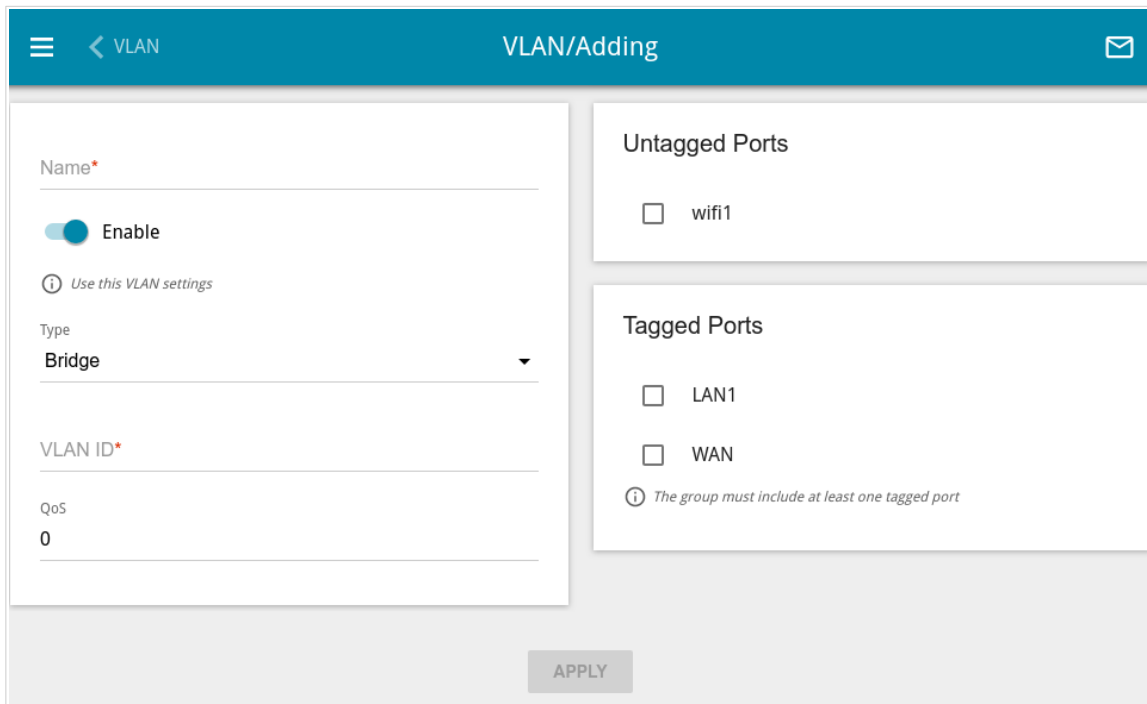 VLAN
VLAN/Adding
Name*
Enable
Use this VLAN settings
Type
Bridge
VLAN ID*
QoS
0
Untagged Ports
wifi1
Tagged Ports
LAN1
WAN
The group must include at least one tagged port
APPLY